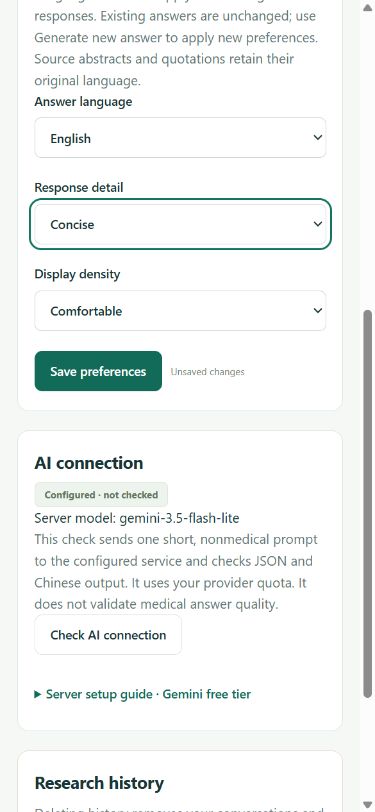 responses. Existing answers are unchanged; use
Generate new answer to apply new preferences.
Source abstracts and quotations retain their
original language.
Answer language
English
Response detail
Concise
Display density
Comfortable
Save preferences Unsaved changes
AI connection
Configured · not checked
Server model: gemini-3.5-flash-lite
This check sends one short, nonmedical prompt
to the configured service and checks JSON and
Chinese output. It uses your provider quota. It
does not validate medical answer quality.
Check AI connection
Server setup guide · Gemini free tier
Research history